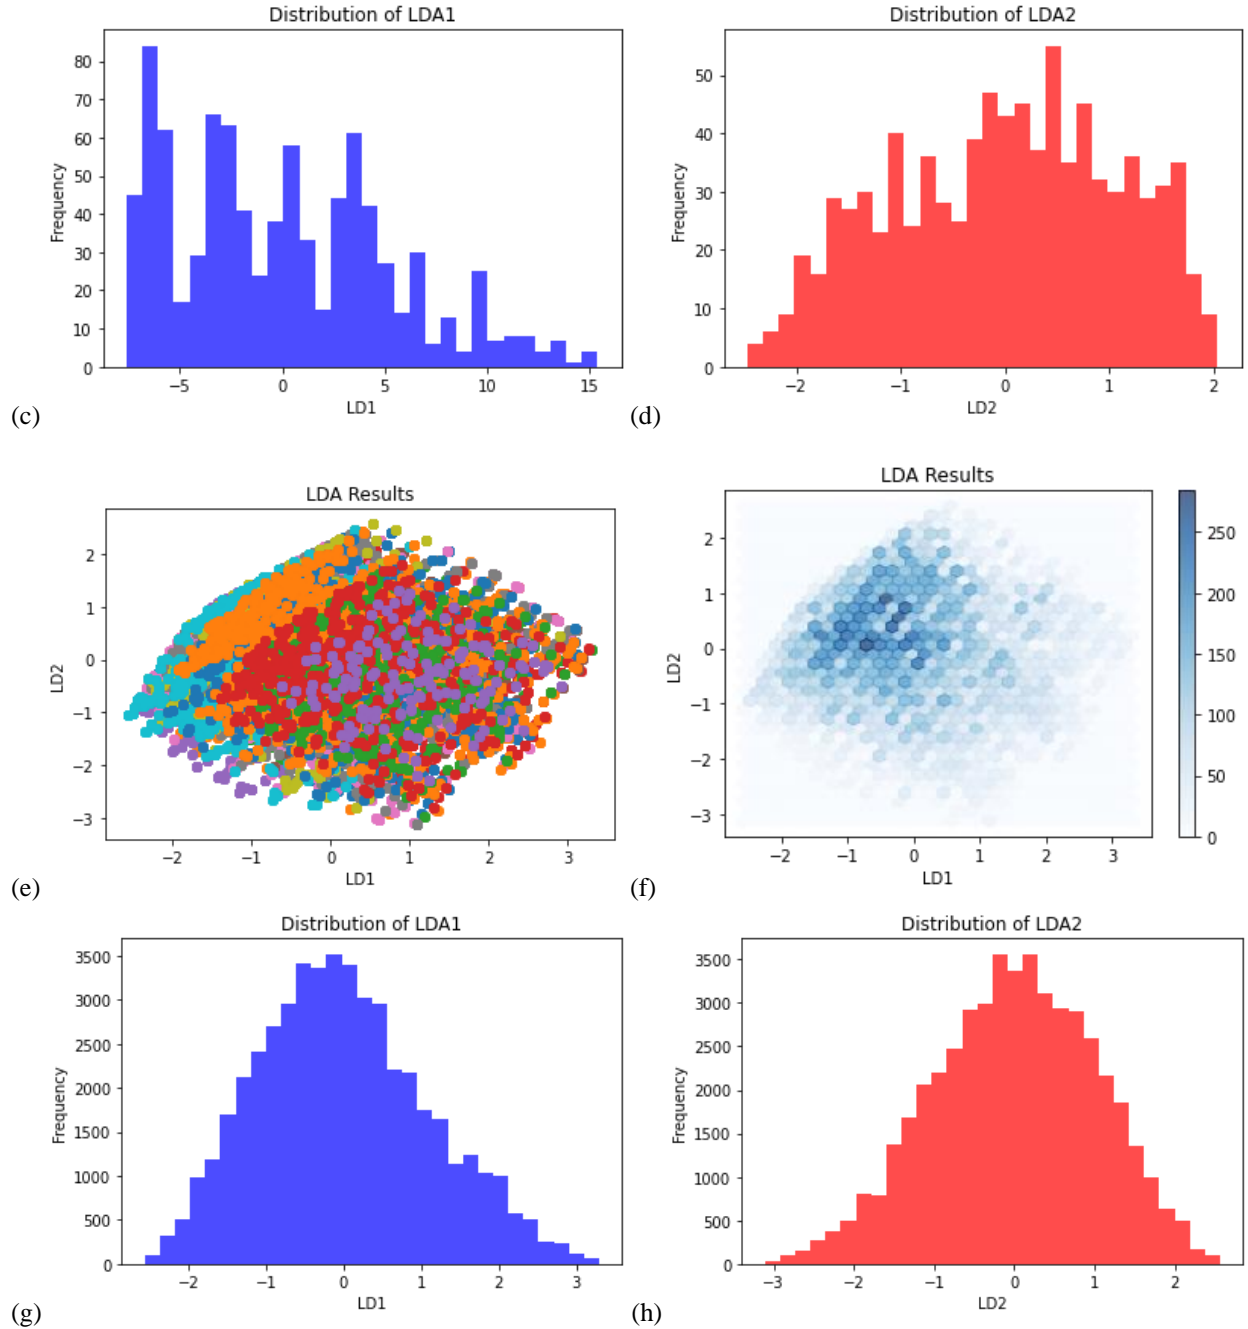 Distribution of LDA1
80
70
60
50
40
30
20
10
0
Frequency
−5 0 5 10 15
LD1
(c)
Distribution of LDA2
50
40
30
20
10
0
Frequency
−2 −1 0 1 2
LD2
(d)
LDA Results
2
1
0
−1
−2
−3
LD2
−2 −1 0 1 2 3
LD1
(e)
LDA Results
2
1
0
−1
−2
−3
LD2
−2 −1 0 1 2 3
LD1
250
200
150
100
50
0
(f)
Distribution of LDA1
3500
3000
2500
2000
1500
1000
500
0
Frequency
−2 −1 0 1 2 3
LD1
(g)
Distribution of LDA2
3500
3000
2500
2000
1500
1000
500
0
Frequency
−3 −2 −1 0 1 2
LD2
(h)